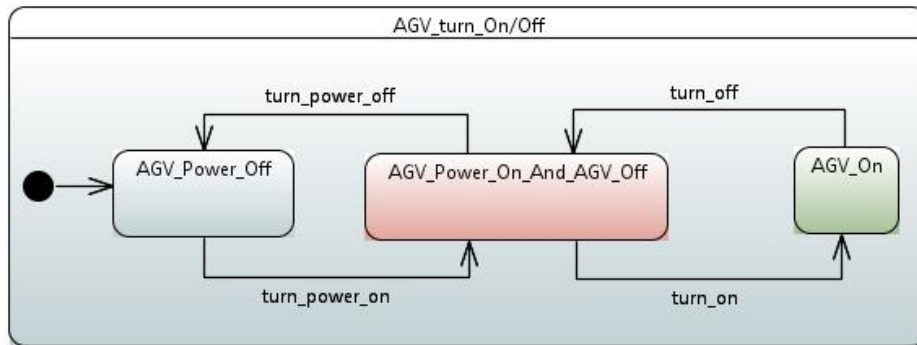 AGV_turn_On/Off
turn_power_off
turn_off
AGV_Power_Off
AGV_Power_On_And_AGV_Off
AGV_On
turn_power_on
turn_on